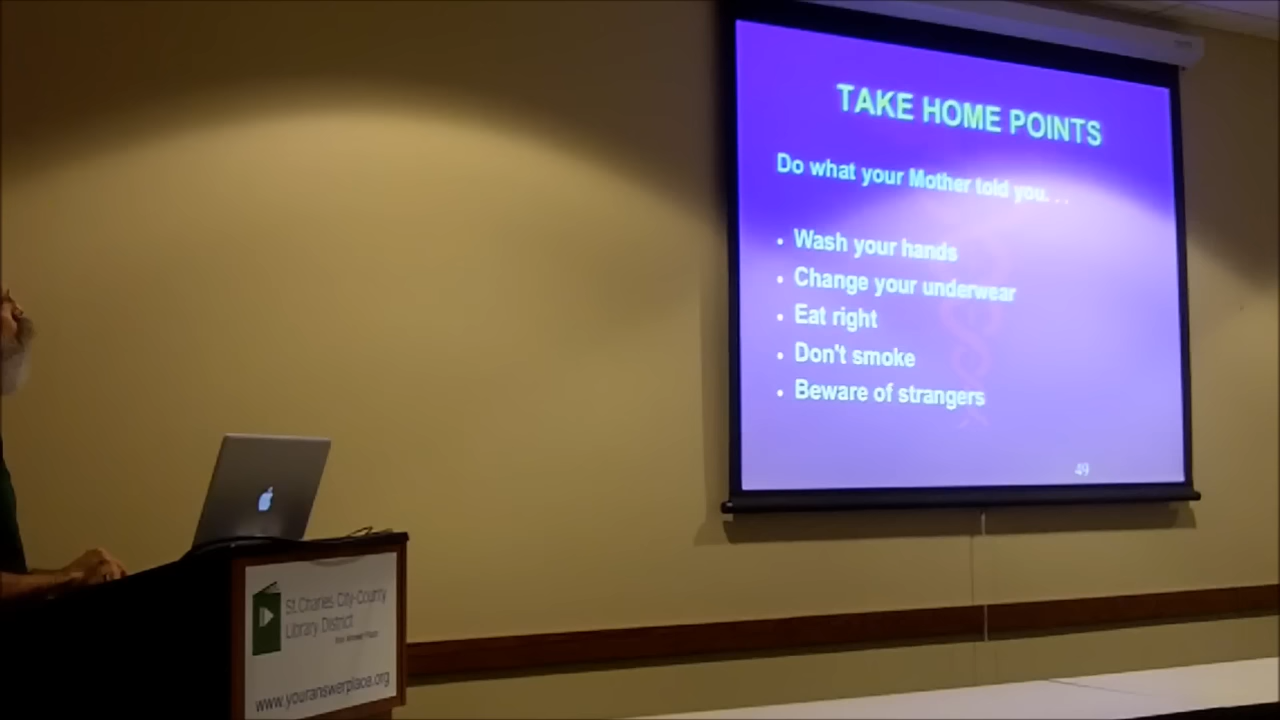 TAKE HOME POINTS
Do what your Mother told you. . .
• Wash your hands
• Change your underwear
• Eat right
• Don't smoke
• Beware of strangers
49
St. Charles City-County
Library District
www.youranswerplace.org